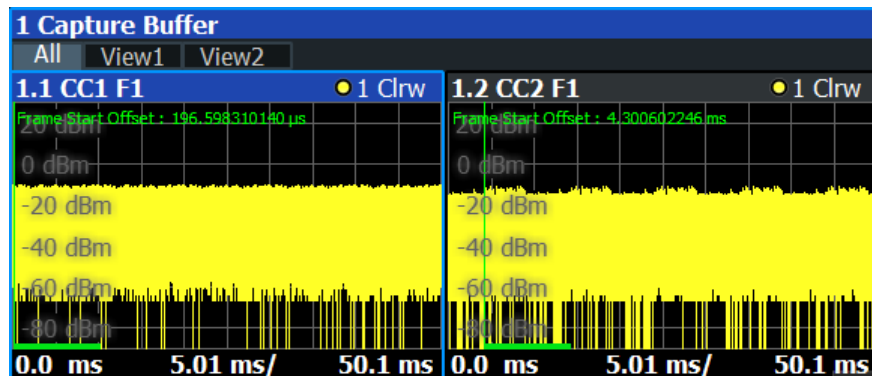 1 Capture Buffer
All View1 View2
1.1 CC1 F1 1 Clrw
Frame Start Offset : 196.598310140 µs
20 dBm
0 dBm
-20 dBm
-40 dBm
-60 dBm
-80 dBm
0.0 ms 5.01 ms/ 50.1 ms
1.2 CC2 F1 1 Clrw
Frame Start Offset : 4.300602246 ms
20 dBm
0 dBm
-20 dBm
-40 dBm
-60 dBm
-80 dBm
0.0 ms 5.01 ms/ 50.1 ms